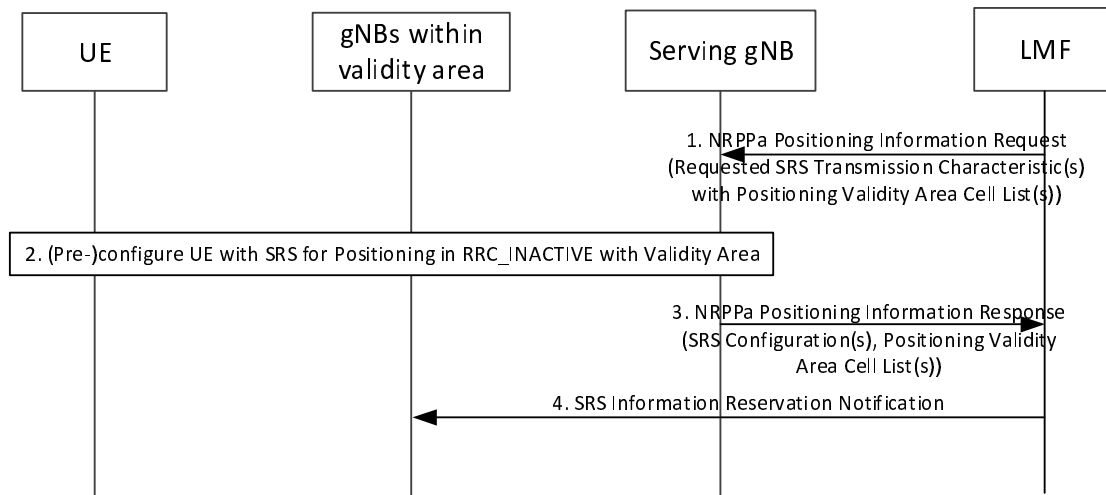 UE
gNBs within
validity area
Serving gNB
LMF
1. NRPPa Positioning Information Request
(Requested SRS Transmission Characteristic(s)
with Positioning Validity Area Cell List(s))
2. (Pre-)configure UE with SRS for Positioning in RRC_INACTIVE with Validity Area
3. NRPPa Positioning Information Response
(SRS Configuration(s), Positioning Validity
Area Cell List(s))
4. SRS Information Reservation Notification